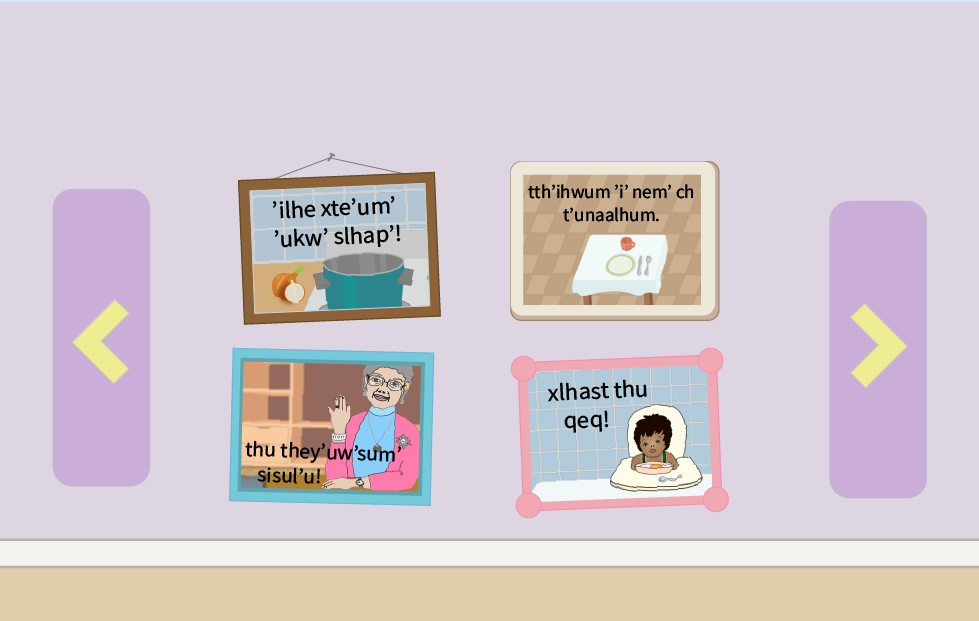 ’ilhe xte’um’
’ukw’ slhap’!
tth’ihwum ’i’ nem’ ch
t’unaalhum.
thu they’uw’sum’
sisul’u!
xlhast thu
qeq!